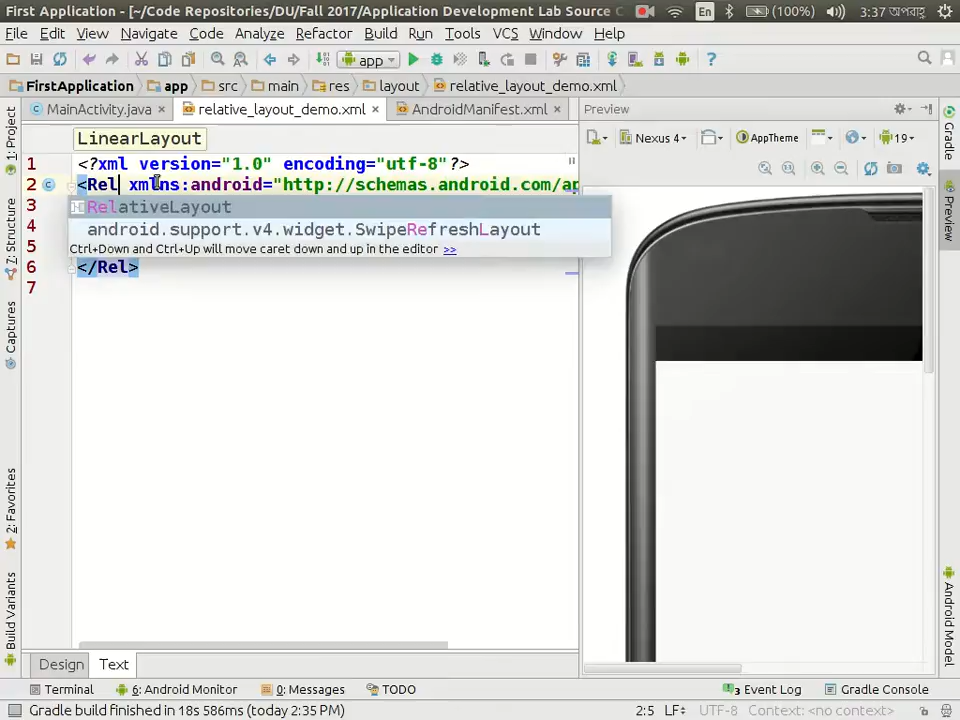 First Application - [~/Code Repositories/DU/Fall 2017/Application Development Lab Source C
En
(100%)
3:37 অপরাহ্
File Edit View Navigate Code Analyze Refactor Build Run Tools VCS Window Help
app
FirstApplication app src main res layout relative_layout_demo.xml
MainActivity.java relative_layout_demo.xml AndroidManifest.xml
Preview
LinearLayout
Nexus 4 AppTheme 19
1 <?xml version="1.0" encoding="utf-8"?>
2 <Rel xmlns:android="http://schemas.android.com/ap
3 RelativeLayout
4 android.support.v4.widget.SwipeRefreshLayout
5 Ctrl+Down and Ctrl+Up will move caret down and up in the editor >>
6 </Rel>
7
1: Project
7: Structure
Captures
2: Favorites
Build Variants
Gradle
Preview
Android Model
Design Text
Terminal 6: Android Monitor 0: Messages TODO 3 Event Log Gradle Console
Gradle build finished in 18s 586ms (today 2:35 PM) 2:5 LF UTF-8 Context: <no context>